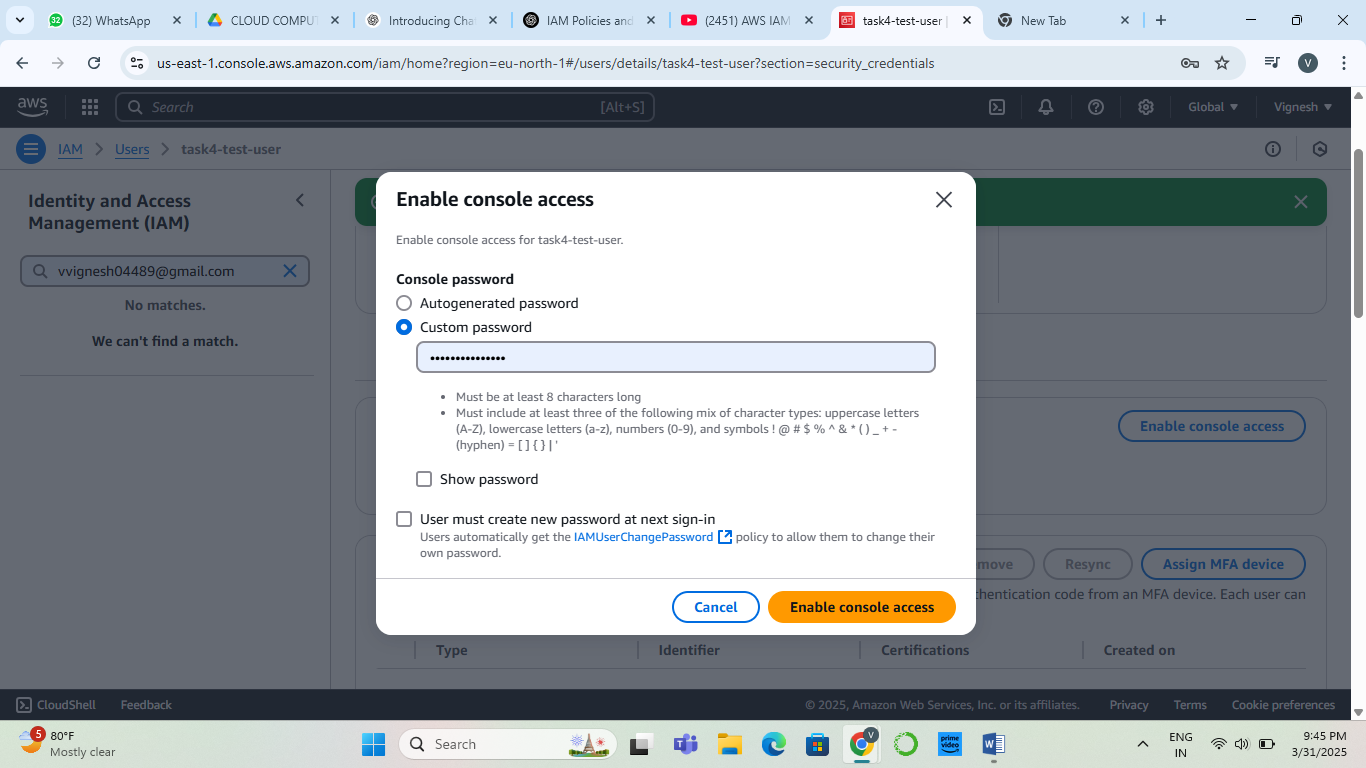 (32) WhatsApp
CLOUD COMPUT
Introducing Cha
IAM Policies and
(2451) AWS IAM
task4-test-user |
New Tab
us-east-1.console.aws.amazon.com/iam/home?region=eu-north-1#/users/details/task4-test-user?section=security_credentials
V
aws
Search
[Alt+S]
Global
Vignesh
IAM
Users
task4-test-user
Identity and Access
Management (IAM)
vvignesh04489@gmail.com
No matches.
We can't find a match.
Enable console access
Enable console access for task4-test-user.
Console password
Autogenerated password
Custom password
•••••••••••••••
• Must be at least 8 characters long
• Must include at least three of the following mix of character types: uppercase letters
(A-Z), lowercase letters (a-z), numbers (0-9), and symbols ! @ # $ % ^ & * ( ) _ + -
(hyphen) = [ ] { } | '
Show password
User must create new password at next sign-in
Users automatically get the IAMUserChangePassword policy to allow them to change their
own password.
Cancel
Enable console access
Enable console access
move
Resync
Assign MFA device
thentication code from an MFA device. Each user can
Type
Identifier
Certifications
Created on
CloudShell
Feedback
© 2025, Amazon Web Services, Inc. or its affiliates.
Privacy
Terms
Cookie preferences
5
80°F
Mostly clear
Search
V
prime
video
ENG
IN
9:45 PM
3/31/2025